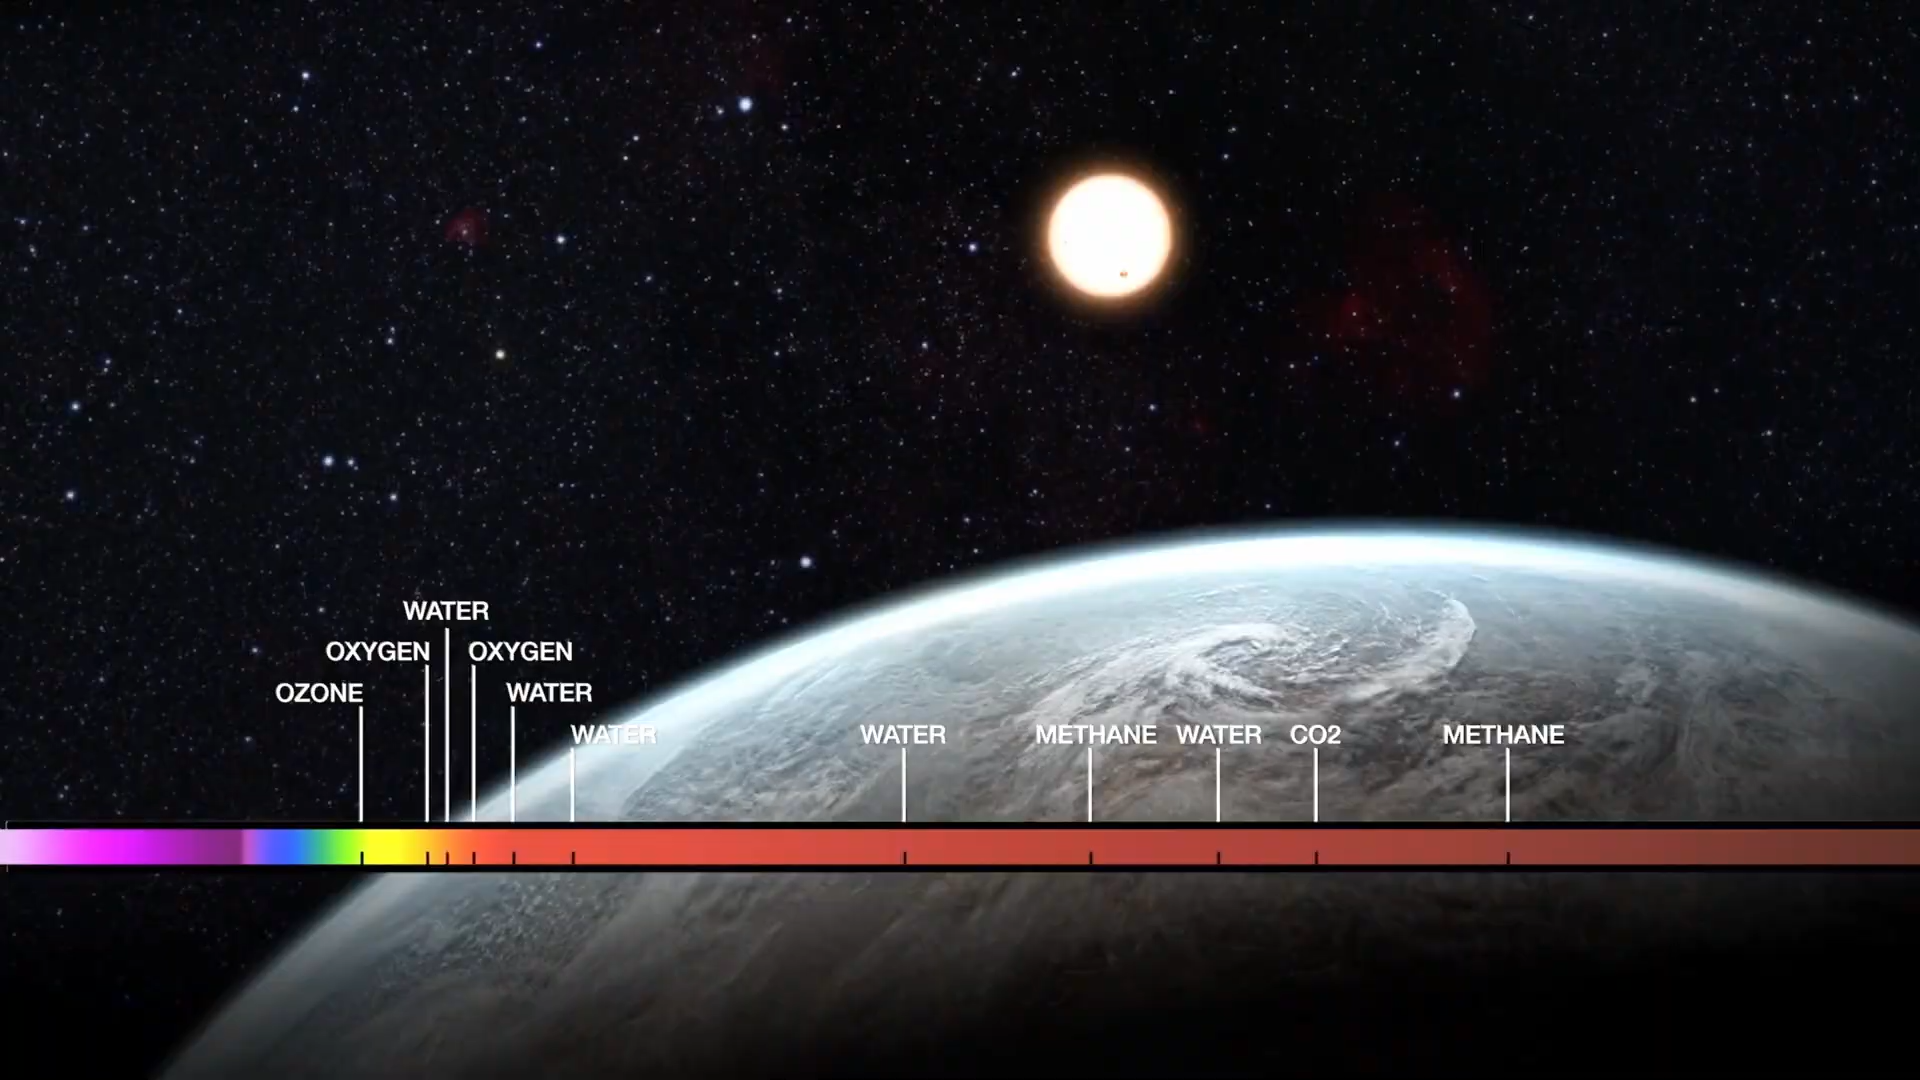 WATER
OXYGEN OXYGEN
OZONE WATER
WATER WATER METHANE WATER CO2 METHANE